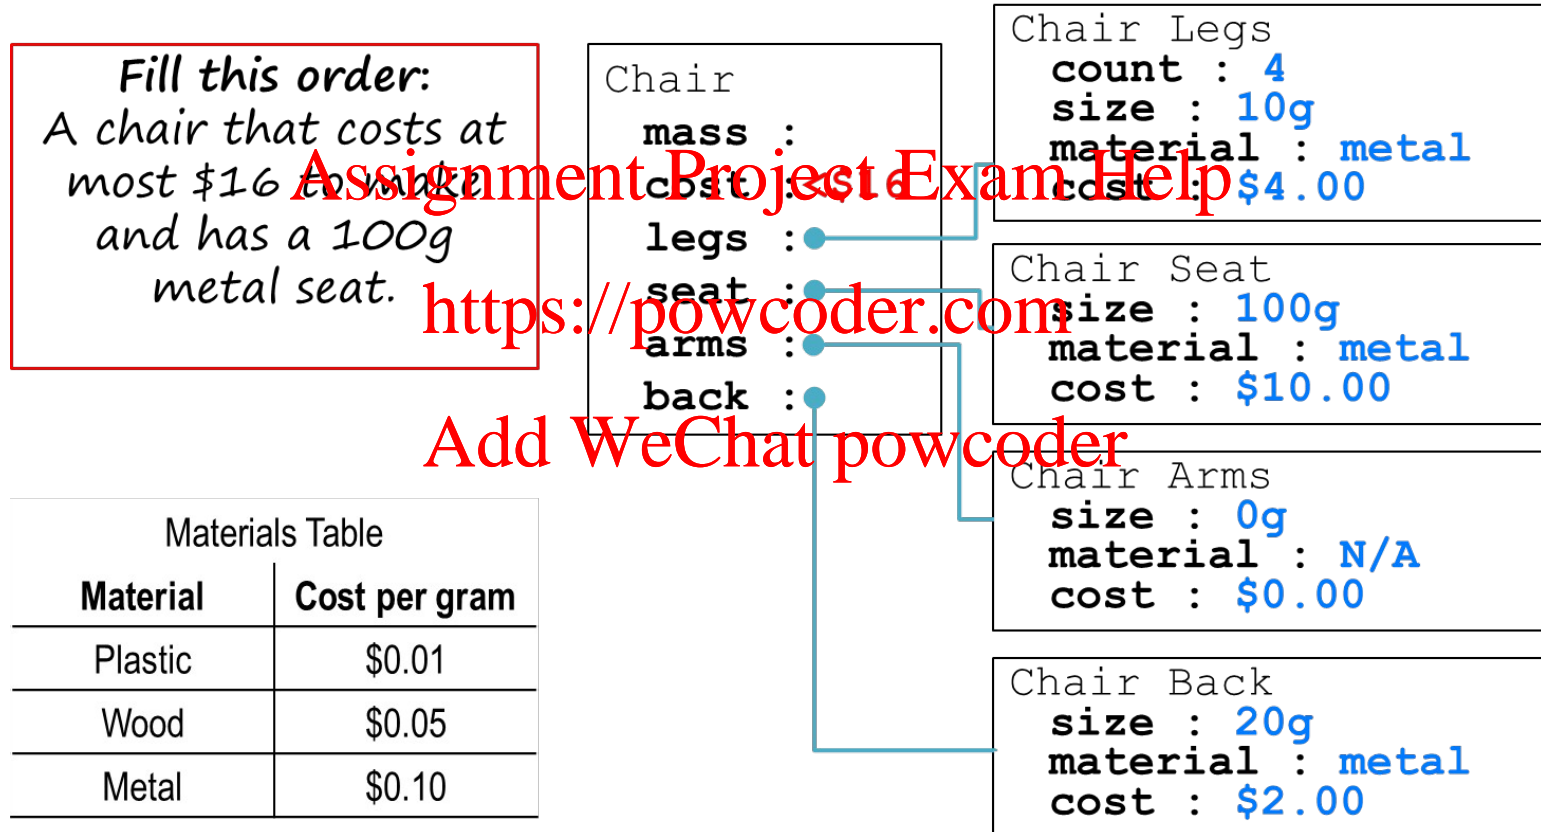 Fill this order:
A chair that costs at
most $16 to make
and has a 100g
metal seat.
Chair
mass :
cost : <$16
legs :
seat :
arms :
back :
Chair Legs
count : 4
size : 10g
material : metal
cost : $4.00
Chair Seat
size : 100g
material : metal
cost : $10.00
Chair Arms
size : 0g
material : N/A
cost : $0.00
Chair Back
size : 20g
material : metal
cost : $2.00
Materials Table
Material Cost per gram
Plastic $0.01
Wood $0.05
Metal $0.10
Assignment Project Exam Help
https://powcoder.com
Add WeChat powcoder